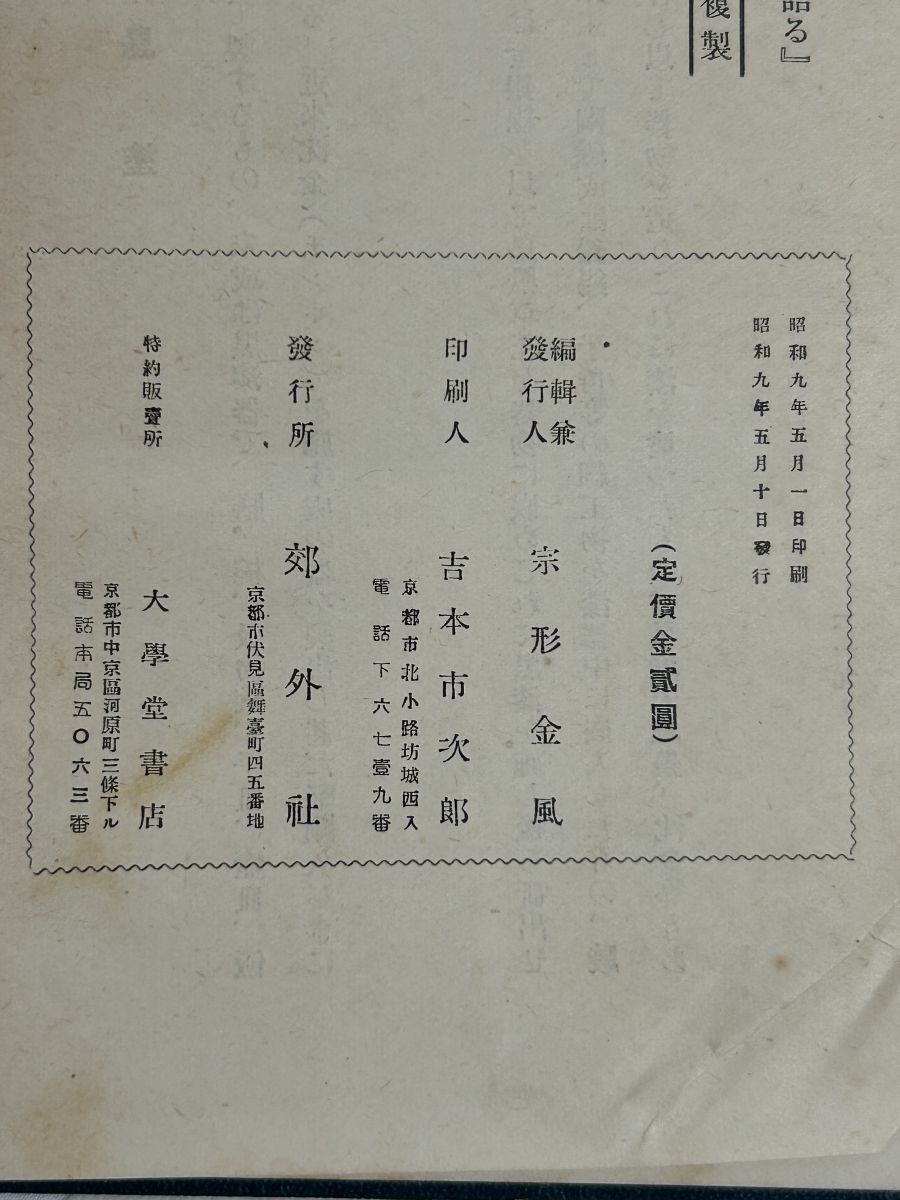 語る』
複製
昭和九年五月一日印刷
昭和九年五月十日發行
(定價金貳圓)
編輯兼
發行人
宗形金風
印刷人
吉本市次郎
京都市北小路坊城西入
電話下六七壹九番
發行所
郊外社
京都市伏見區舞臺町四五番地
特約販賣所
大學堂書店
京都市中京區河原町三條下ル
電話本局五〇六三番